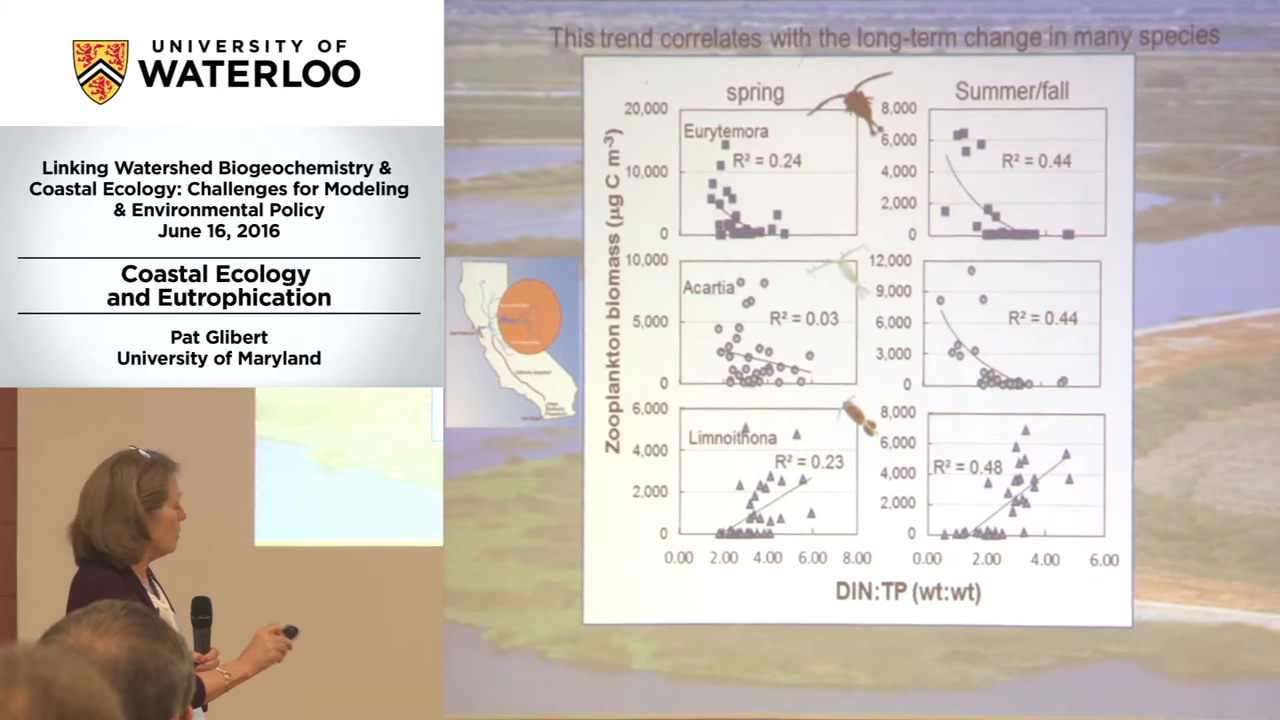 UNIVERSITY OF
WATERLOO
Linking Watershed Biogeochemistry &
Coastal Ecology: Challenges for Modeling
& Environmental Policy
June 16, 2016
Coastal Ecology
and Eutrophication
Pat Glibert
University of Maryland
This trend correlates with the long-term change in many species
spring
Summer/fall
Zooplankton biomass (µg C m-3)
20,000
10,000
0
Eurytemora
R² = 0.24
8,000
6,000
4,000
2,000
0
R² = 0.44
10,000
5,000
0
Acartia
R² = 0.03
12,000
9,000
6,000
3,000
0
R² = 0.44
6,000
4,000
2,000
0
Limnoithona
R² = 0.23
8,000
6,000
4,000
2,000
0
R² = 0.48
0.00 2.00 4.00 6.00 8.00
0.00 2.00 4.00 6.00
DIN:TP (wt:wt)